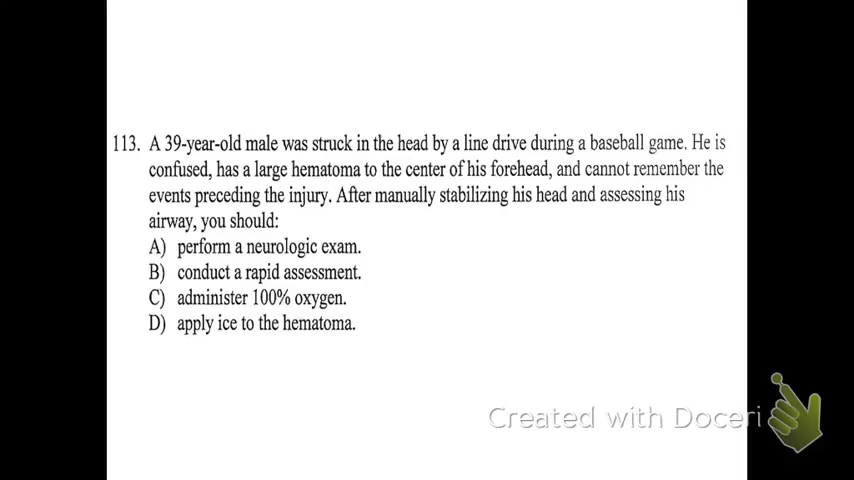 113. A 39-year-old male was struck in the head by a line drive during a baseball game. He is
confused, has a large hematoma to the center of his forehead, and cannot remember the
events preceding the injury. After manually stabilizing his head and assessing his
airway, you should:
A) perform a neurologic exam.
B) conduct a rapid assessment.
C) administer 100% oxygen.
D) apply ice to the hematoma.
Created with Doceri